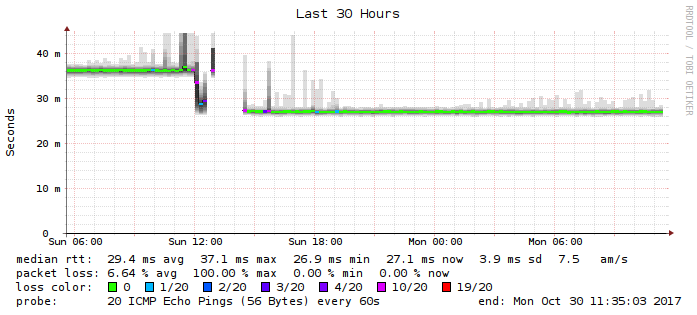 Last 30 Hours
RRDTOOL / TOBI OETIKER
Seconds
40 m
30 m
20 m
10 m
0
Sun 06:00 Sun 12:00 Sun 18:00 Mon 00:00 Mon 06:00
median rtt: 29.4 ms avg 37.1 ms max 26.9 ms min 27.1 ms now 3.9 ms sd 7.5 am/s
packet loss: 6.64 % avg 100.00 % max 0.00 % min 0.00 % now
loss color: 0 1/20 2/20 3/20 4/20 10/20 19/20
probe: 20 ICMP Echo Pings (56 Bytes) every 60s end: Mon Oct 30 11:35:03 2017